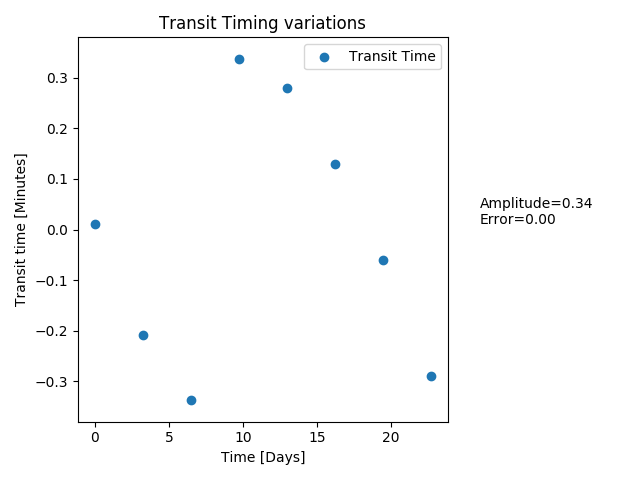 Transit Timing variations
Transit Time
Transit time [Minutes]
0.3
0.2
0.1
0.0
−0.1
−0.2
−0.3
Amplitude=0.34
Error=0.00
0 5 10 15 20
Time [Days]